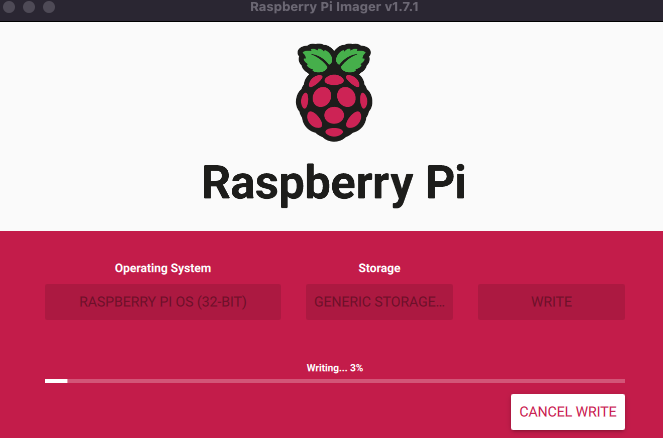 Raspberry Pi Imager v1.7.1
Raspberry Pi
Operating System
Storage
RASPBERRY PI OS (32-BIT)
GENERIC STORAGE...
WRITE
Writing... 3%
CANCEL WRITE